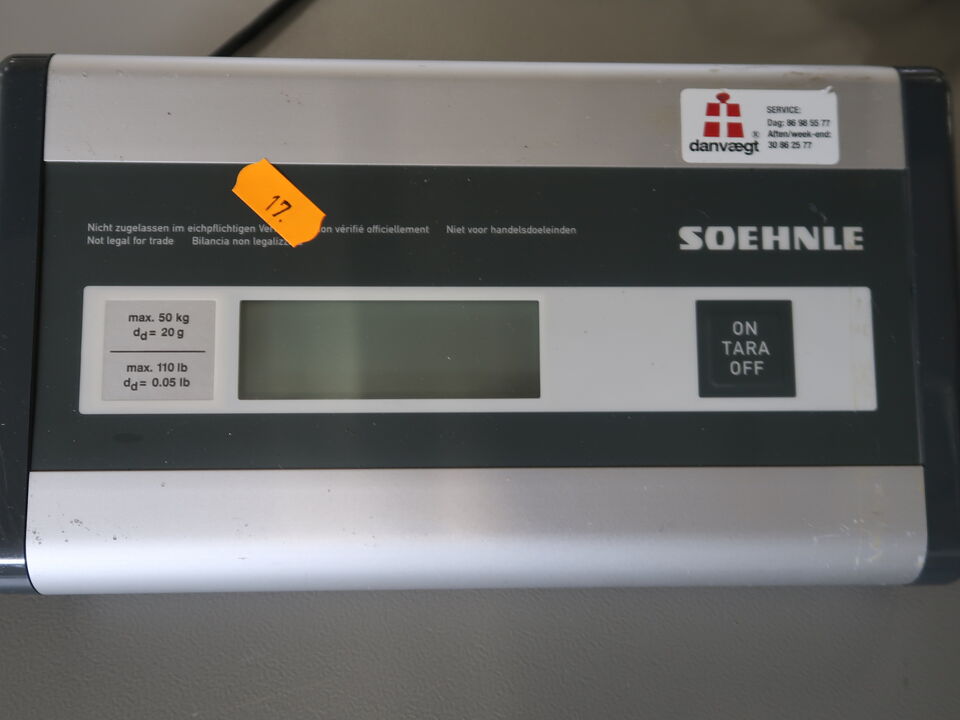 danvægt®
SERVICE:
Dag: 86 98 55 77
Aften/week-end:
30 86 25 77
17.
Nicht zugelassen im eichpflichtigen on vérifié officiellement Niet voor handelsdoeleinden
Not legal for trade Bilancia non
SOEHNLE
max. 50 kg
dd= 20 g
max. 110 lb
dd= 0.05 lb
ON
TARA
OFF